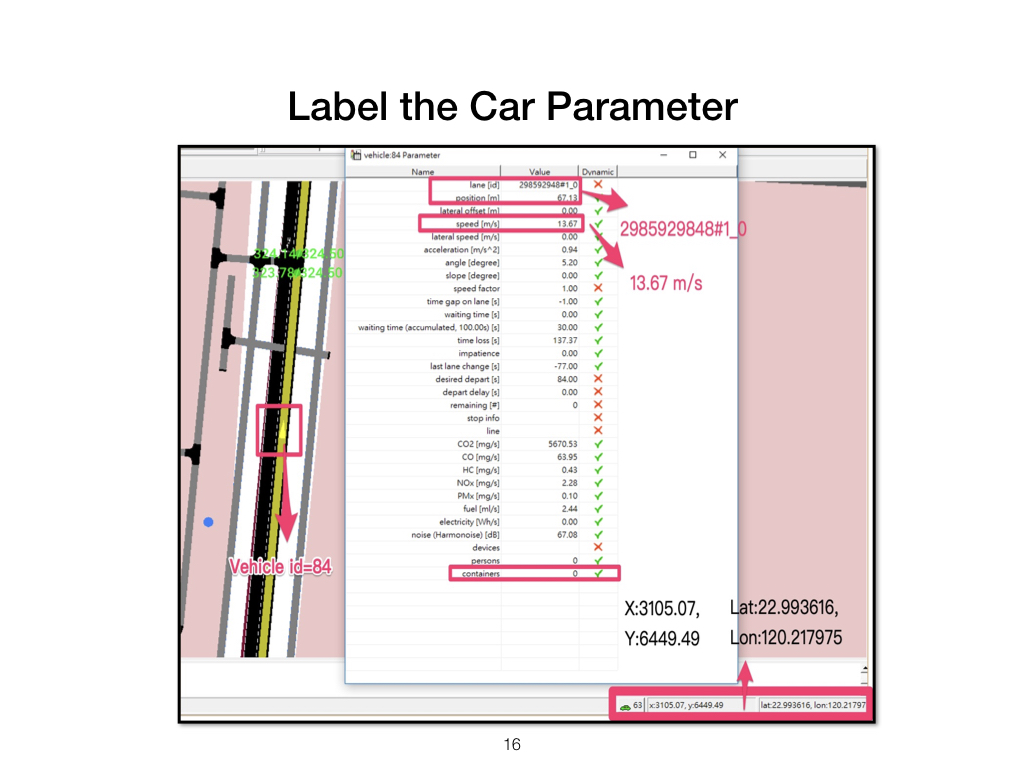 Label the Car Parameter
vehicle:84 Parameter
Name Value Dynamic
lane [id] 298592948#1_0
position [m] 67.13
lateral offset [m] 0.00
speed [m/s] 13.67
lateral speed [m/s] 0.00
acceleration [m/s^2] 0.94
angle [degree] 5.20
slope [degree] 0.00
speed factor 1.00
time gap on lane [s] -1.00
waiting time [s] 0.00
waiting time (accumulated, 100.00s) [s] 30.00
time loss [s] 137.37
impatience 0.00
last lane change [s] -77.00
desired depart [s] 84.00
depart delay [s] 0.00
remaining [#] 0
stop info
line
CO2 [mg/s] 5670.53
CO [mg/s] 63.95
HC [mg/s] 0.43
NOx [mg/s] 2.28
PMx [mg/s] 0.10
fuel [ml/s] 2.44
electricity [Wh/s] 0.00
noise (Harmonoise) [dB] 67.08
devices
persons 0
containers 0
2985929848#1_0
13.67 m/s
Vehicle id=84
X:3105.07,
Y:6449.49
Lat:22.993616,
Lon:120.217975
63 x:3105.07, y:6449.49 lat:22.993616, lon:120.21797
16